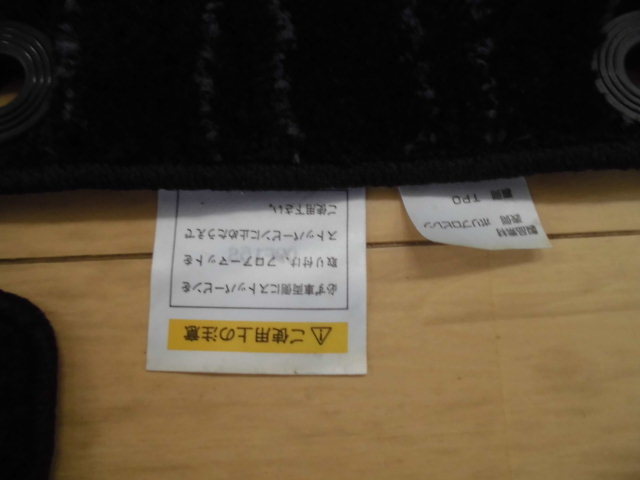 ⚠ご使用上の注意
必ず車両側にストッパーピンを
取り付け、フロアーマットを
ストッパーピンに止めたうえで
ご使用下さい。
製品素材
表面 ポリプロピレン
裏面 TPO